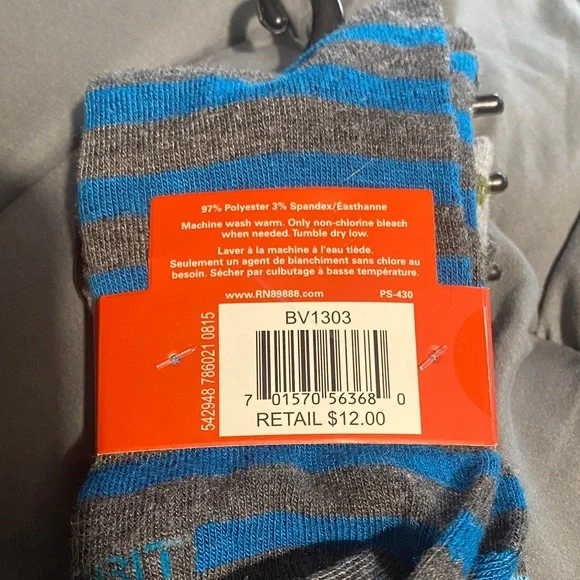 97% Polyester 3% Spandex/Éasthanne
Machine wash warm. Only non-chlorine bleach
when needed. Tumble dry low.
Laver à la machine à l'eau tiède.
Seulement un agent de blanchiment sans chlore au
besoin. Sécher par culbutage à basse température.
www.RN89888.com PS-430
542948 786021 0815
BV1303
7 01570 56368 0
RETAIL $12.00